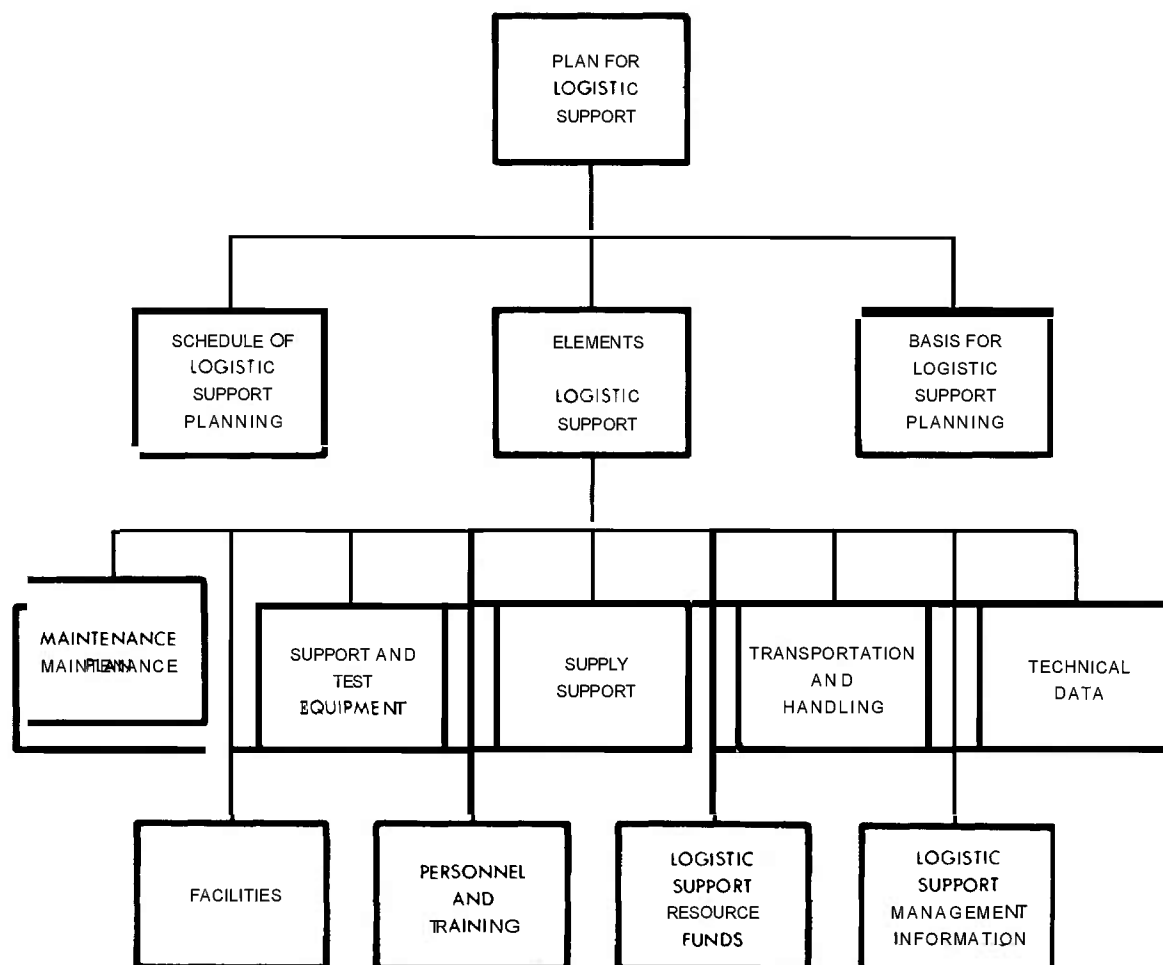 PLAN FOR
LOGISTIC
SUPPORT
SCHEDULE OF
LOGISTIC
SUPPORT
PLANNING
ELEMENTS
LOGISTIC
SUPPORT
BASIS FOR
LOGISTIC
SUPPORT
PLANNING
MAINTENANCE
PLAN
MAINTENANCE
SUPPORT AND
TEST
EQUIPMENT
SUPPLY
SUPPORT
TRANSPORTATION
AND
HANDLING
TECHNICAL
DATA
FACILITIES
PERSONNEL
AND
TRAINING
LOGISTIC
SUPPORT
RESOURCE
FUNDS
LOGISTIC
SUPPORT
MANAGEMENT
INFORMATION